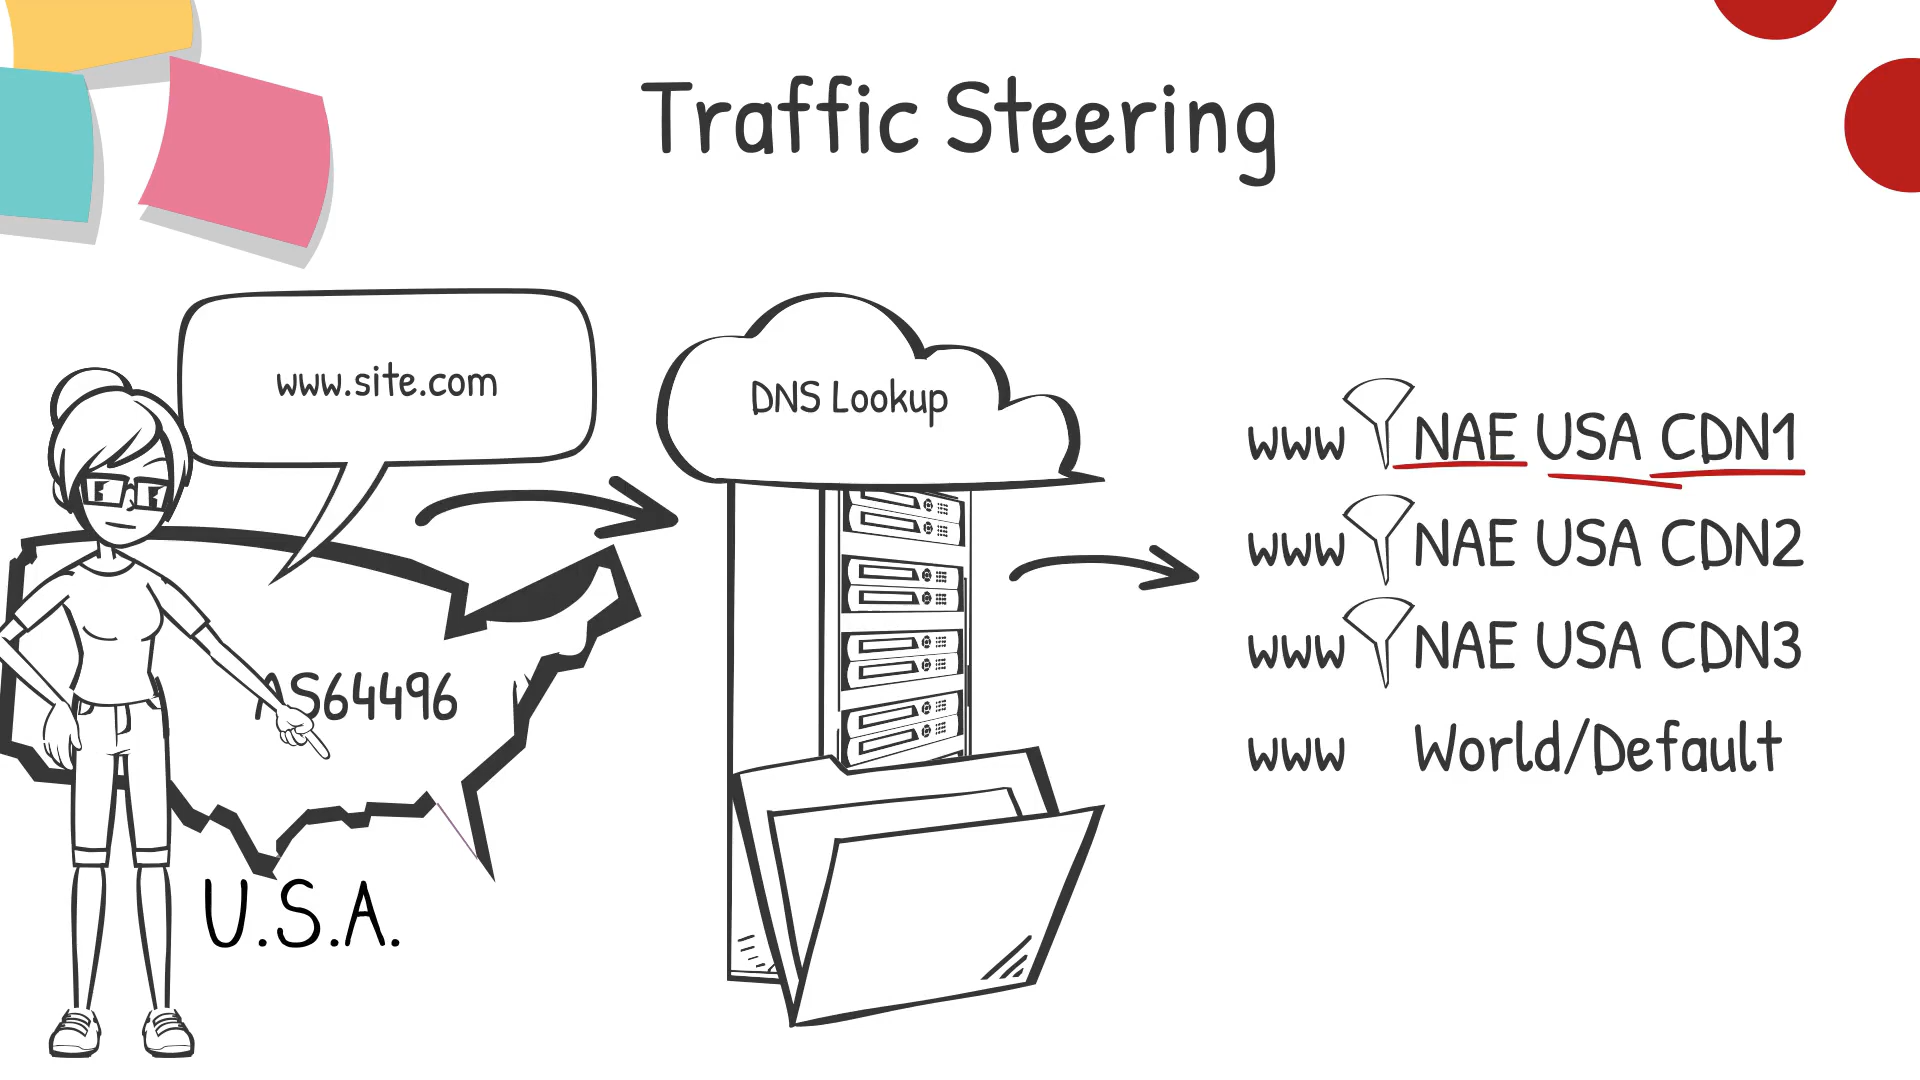 Traffic Steering
www.site.com
DNS Lookup
www NAE USA CDN1
www NAE USA CDN2
www NAE USA CDN3
www World/Default
AS64496
U.S.A.